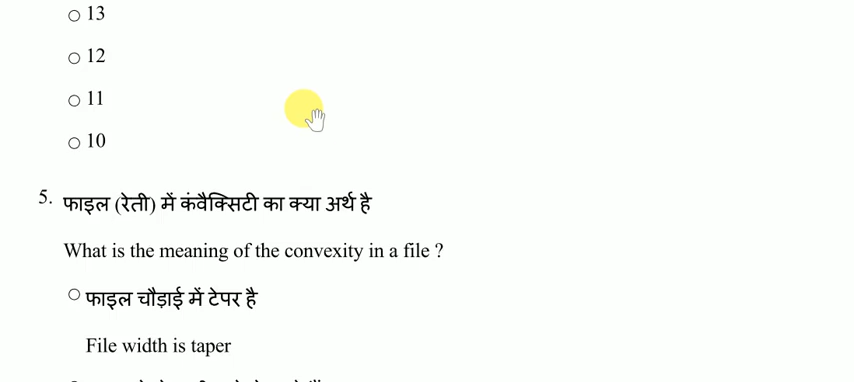 ○ 13
○ 12
○ 11
○ 10
5. फाइल (रेती) में कंवैक्सिटी का क्या अर्थ है
What is the meaning of the convexity in a file ?
○ फाइल चौड़ाई में टेपर है
File width is taper